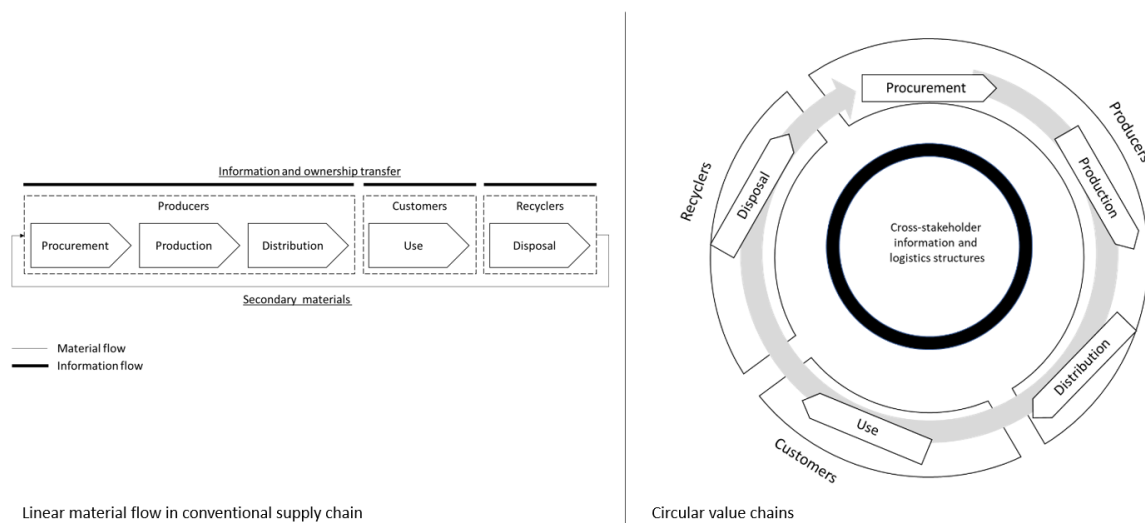 Information and ownership transfer
Producers
Customers
Recyclers
Procurement
Production
Distribution
Use
Disposal
Secondary materials
Material flow
Information flow
Linear material flow in conventional supply chain
Procurement
Producers
Production
Distribution
Use
Customers
Disposal
Recyclers
Cross-stakeholder
information and
logistics structures
Circular value chains